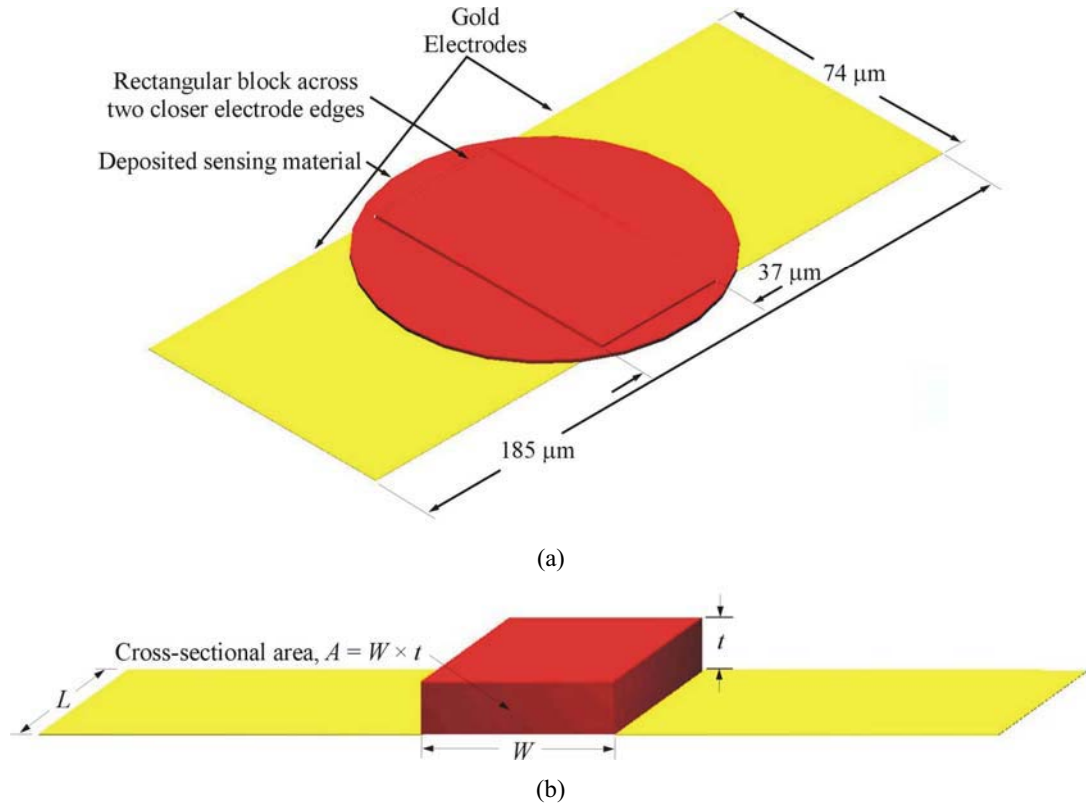 Gold
Electrodes
Rectangular block across
two closer electrode edges
Deposited sensing material
74 μm
37 μm
185 μm
(a)
Cross-sectional area, A = W × t
t
L
W
(b)